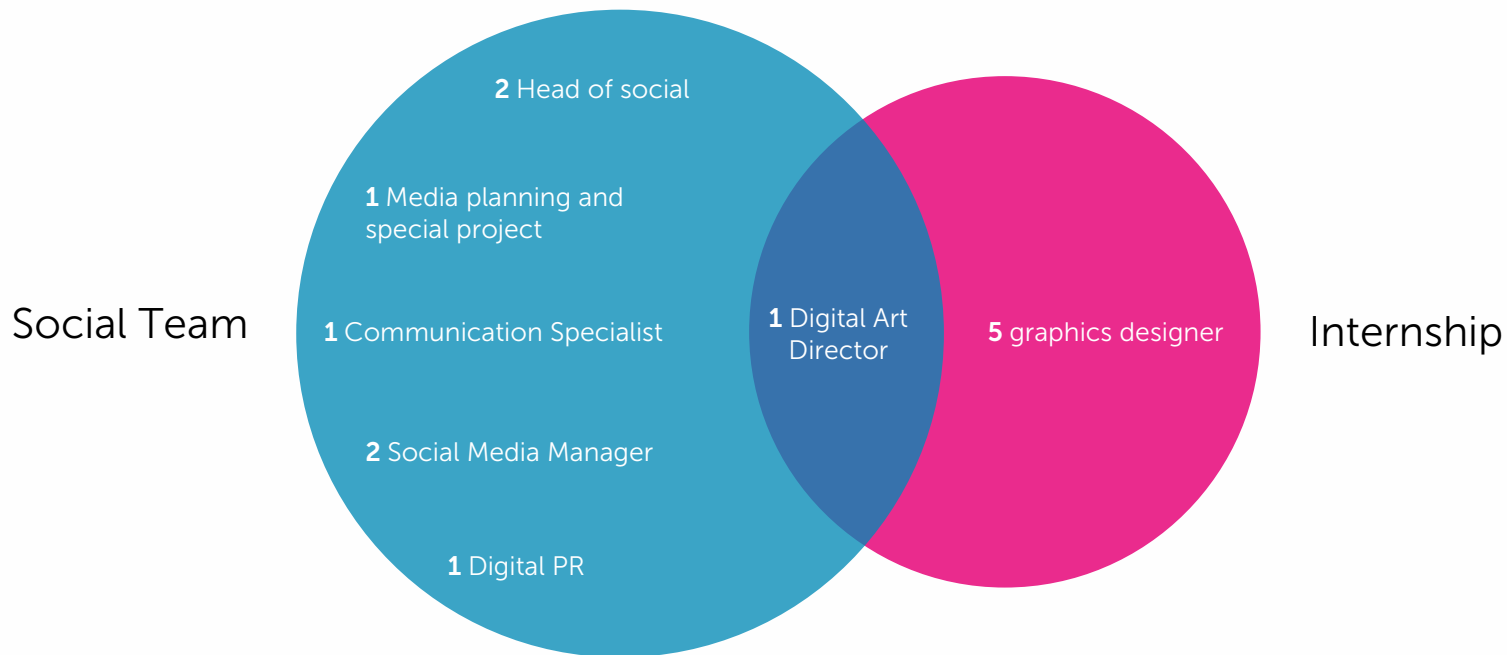 2 Head of social
1 Media planning and
special project
Social Team
1 Communication Specialist
1 Digital Art
Director
5 graphics designer
Internship
2 Social Media Manager
1 Digital PR